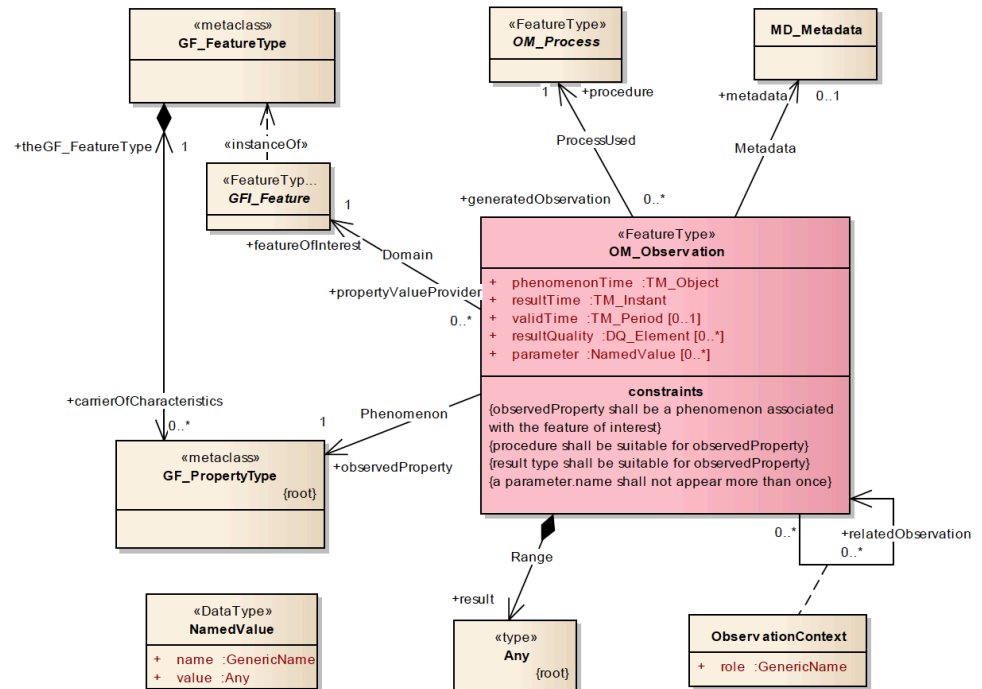 «metaclass»
GF_FeatureType
«FeatureType»
OM_Process
MD_Metadata
+theGF_FeatureType
1
«instanceOf»
1
+procedure
+metadata
0..1
ProcessUsed
Metadata
«FeatureTyp...
GFI_Feature
1
+generatedObservation
0..*
+featureOfInterest
Domain
+propertyValueProvider
0..*
«FeatureType»
OM_Observation
+ phenomenonTime :TM_Object
+ resultTime :TM_Instant
+ validTime :TM_Period [0..1]
+ resultQuality :DQ_Element [0..*]
+ parameter :NamedValue [0..*]
constraints
{observedProperty shall be a phenomenon associated
with the feature of interest}
{procedure shall be suitable for observedProperty}
{result type shall be suitable for observedProperty}
{a parameter.name shall not appear more than once}
+carrierOfCharacteristics
0..*
Phenomenon
1
+observedProperty
«metaclass»
GF_PropertyType
{root}
0..*
+relatedObservation
0..*
Range
+result
«DataType»
NamedValue
+ name :GenericName
+ value :Any
«type»
Any
{root}
ObservationContext
+ role :GenericName